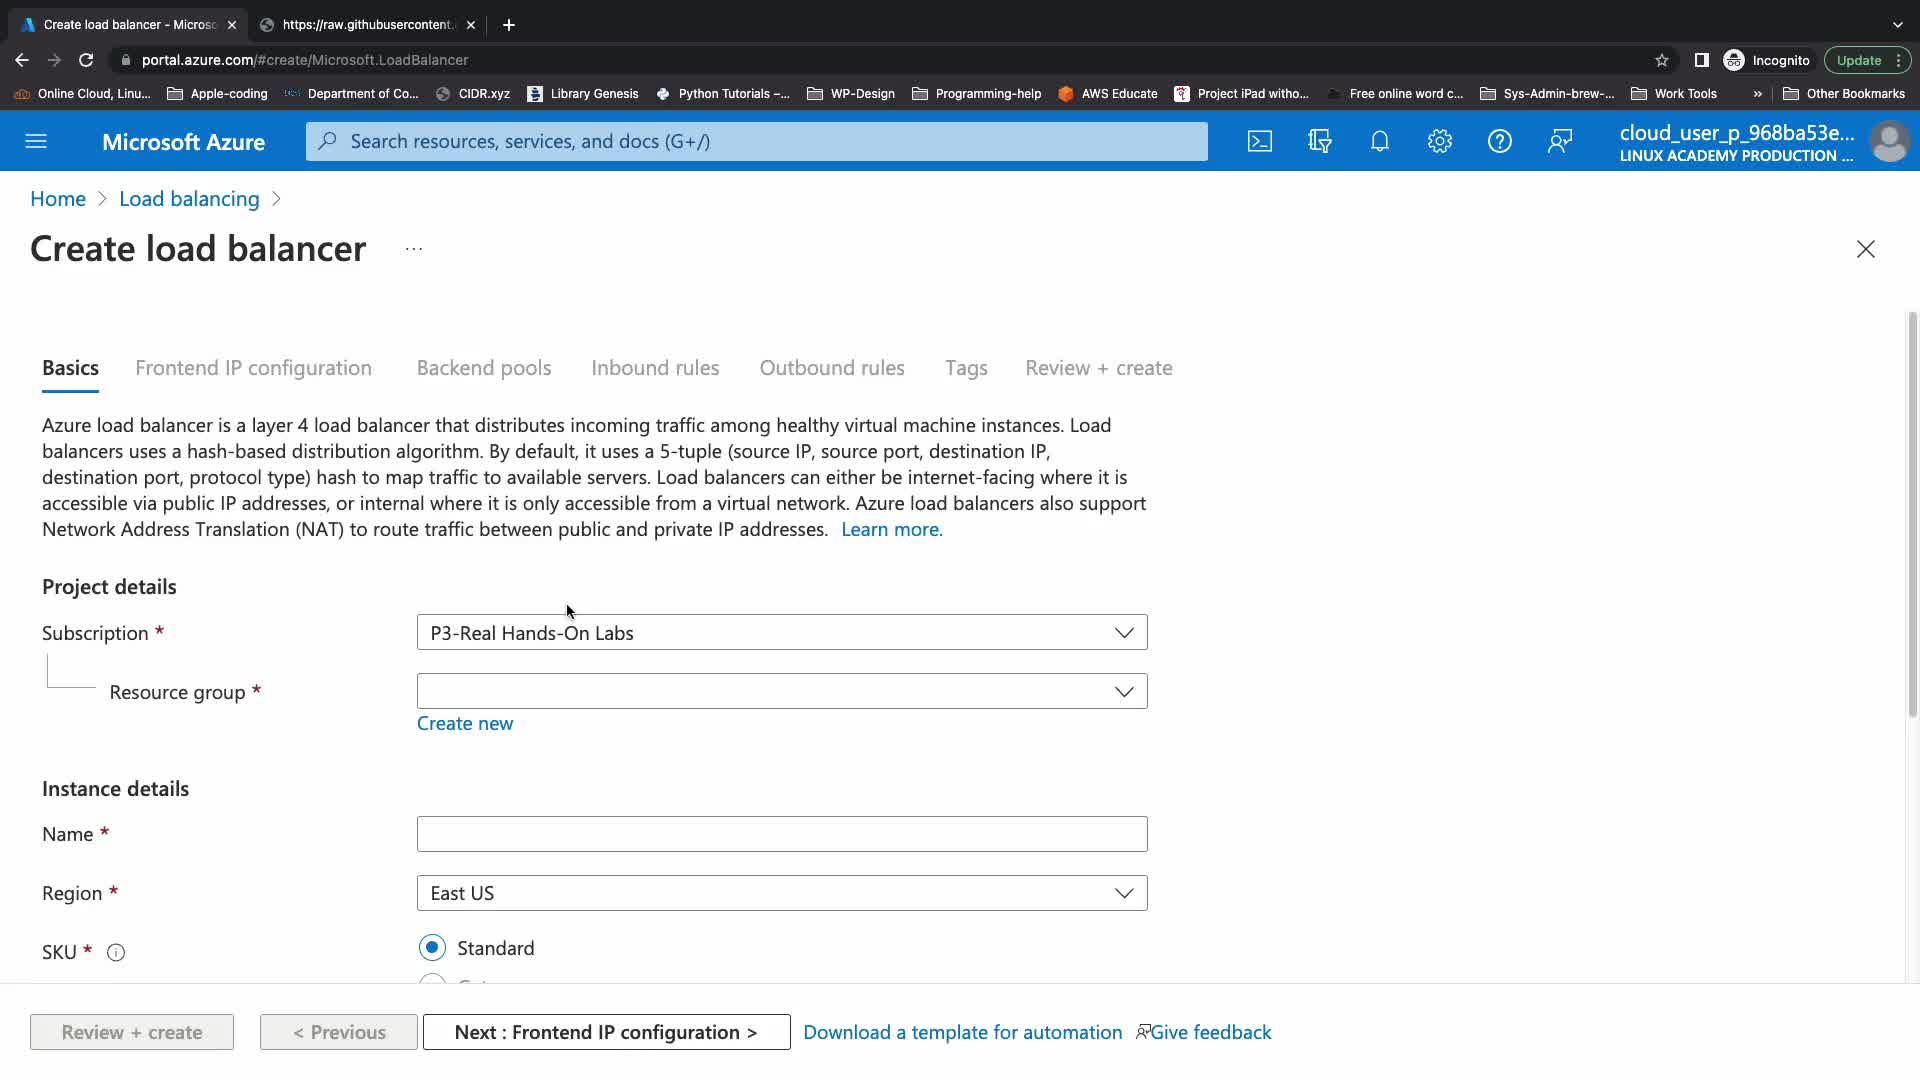 Create load balancer - Microso
https://raw.githubusercontent.
portal.azure.com/#create/Microsoft.LoadBalancer
Incognito
Update
Online Cloud, Linu...
Apple-coding
Department of Co...
CIDR.xyz
Library Genesis
Python Tutorials –...
WP-Design
Programming-help
AWS Educate
Project iPad witho...
Free online word c...
Sys-Admin-brew-...
Work Tools
»
Other Bookmarks
Microsoft Azure
Search resources, services, and docs (G+/)
cloud_user_p_968ba53e...
LINUX ACADEMY PRODUCTION ...
Home > Load balancing >
Create load balancer ...
Basics
Frontend IP configuration
Backend pools
Inbound rules
Outbound rules
Tags
Review + create
Azure load balancer is a layer 4 load balancer that distributes incoming traffic among healthy virtual machine instances. Load
balancers uses a hash-based distribution algorithm. By default, it uses a 5-tuple (source IP, source port, destination IP,
destination port, protocol type) hash to map traffic to available servers. Load balancers can either be internet-facing where it is
accessible via public IP addresses, or internal where it is only accessible from a virtual network. Azure load balancers also support
Network Address Translation (NAT) to route traffic between public and private IP addresses. Learn more.
Project details
Subscription *
P3-Real Hands-On Labs
Resource group *
Create new
Instance details
Name *
Region *
East US
SKU *
Standard
Review + create
< Previous
Next : Frontend IP configuration >
Download a template for automation
Give feedback